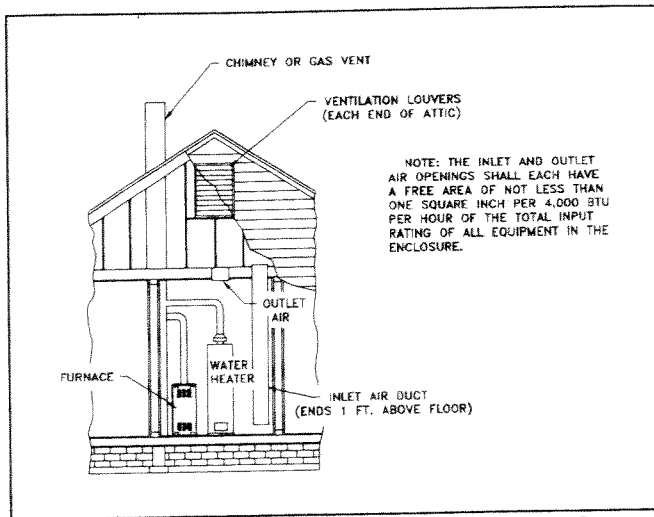 CHIMNEY OR GAS VENT
VENTILATION LOUVERS
(EACH END OF ATTIC)
NOTE: THE INLET AND OUTLET
AIR OPENINGS SHALL EACH HAVE
A FREE AREA OF NOT LESS THAN
ONE SQUARE INCH PER 4,000 BTU
PER HOUR OF THE TOTAL INPUT
RATING OF ALL EQUIPMENT IN THE
ENCLOSURE.
OUTLET
AIR
WATER
HEATER
FURNACE
INLET AIR DUCT
(ENDS 1 FT. ABOVE FLOOR)